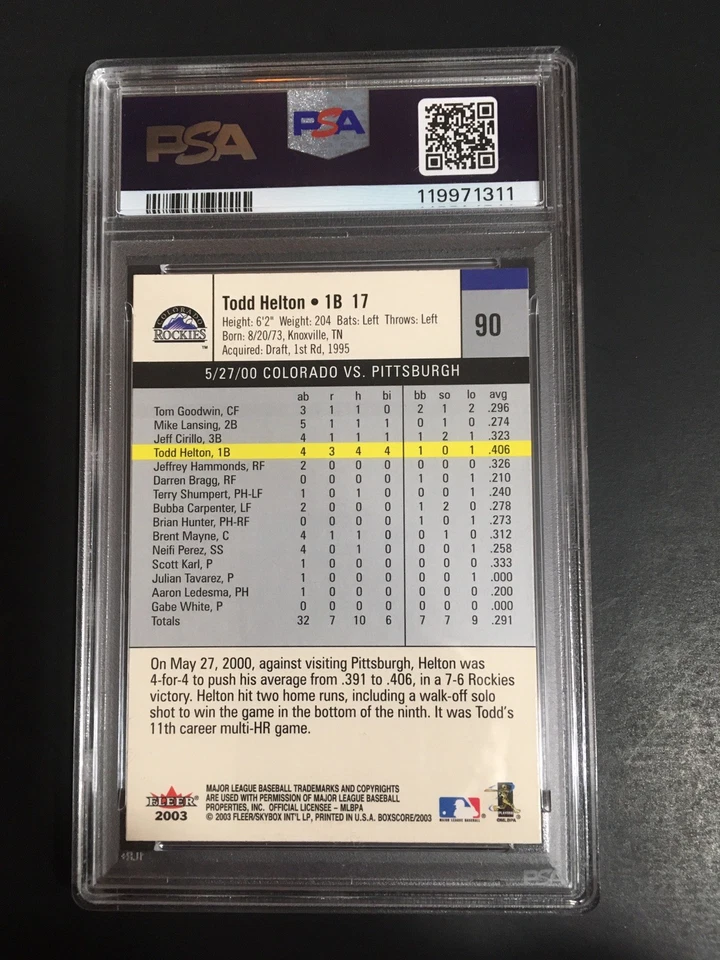 PSA
PSA
119971311
COLORADO
ROCKIES
TM
Todd Helton • 1B 17
Height: 6'2" Weight: 204 Bats: Left Throws: Left
Born: 8/20/73, Knoxville, TN
Acquired: Draft, 1st Rd, 1995
90
5/27/00 COLORADO VS. PITTSBURGH
ab r h bi bb so lo avg
Tom Goodwin, CF 3 1 1 0 2 1 2 .296
Mike Lansing, 2B 5 1 1 1 0 1 0 .274
Jeff Cirillo, 3B 4 1 1 1 1 2 1 .323
Todd Helton, 1B 4 3 4 4 1 0 1 .406
Jeffrey Hammonds, RF 2 0 0 0 0 0 0 .326
Darren Bragg, RF 0 0 0 0 1 0 1 .210
Terry Shumpert, PH-LF 1 0 0 0 0 0 1 .240
Bubba Carpenter, LF 2 0 0 0 1 2 0 .278
Brian Hunter, PH-RF 0 0 0 0 1 0 1 .273
Brent Mayne, C 4 1 1 0 0 1 0 .312
Neifi Perez, SS 4 0 1 0 0 0 1 .258
Scott Karl, P 1 0 0 0 0 0 0 .333
Julian Tavarez, P 1 0 0 0 0 0 1 .000
Aaron Ledesma, PH 1 0 0 0 0 0 0 .200
Gabe White, P 0 0 0 0 0 0 0 .000
Totals 32 7 10 6 7 7 9 .291
On May 27, 2000, against visiting Pittsburgh, Helton was
4-for-4 to push his average from .391 to .406, in a 7-6 Rockies
victory. Helton hit two home runs, including a walk-off solo
shot to win the game in the bottom of the ninth. It was Todd's
11th career multi-HR game.
FLEER
2003
MAJOR LEAGUE BASEBALL TRADEMARKS AND COPYRIGHTS
ARE USED WITH PERMISSION OF MAJOR LEAGUE BASEBALL
PROPERTIES, INC. OFFICIAL LICENSEE – MLBPA
© 2003 FLEER/SKYBOX INT'L LP, PRINTED IN U.S.A. BOXSCORE/2003
MAJOR LEAGUE BASEBALL
PSA